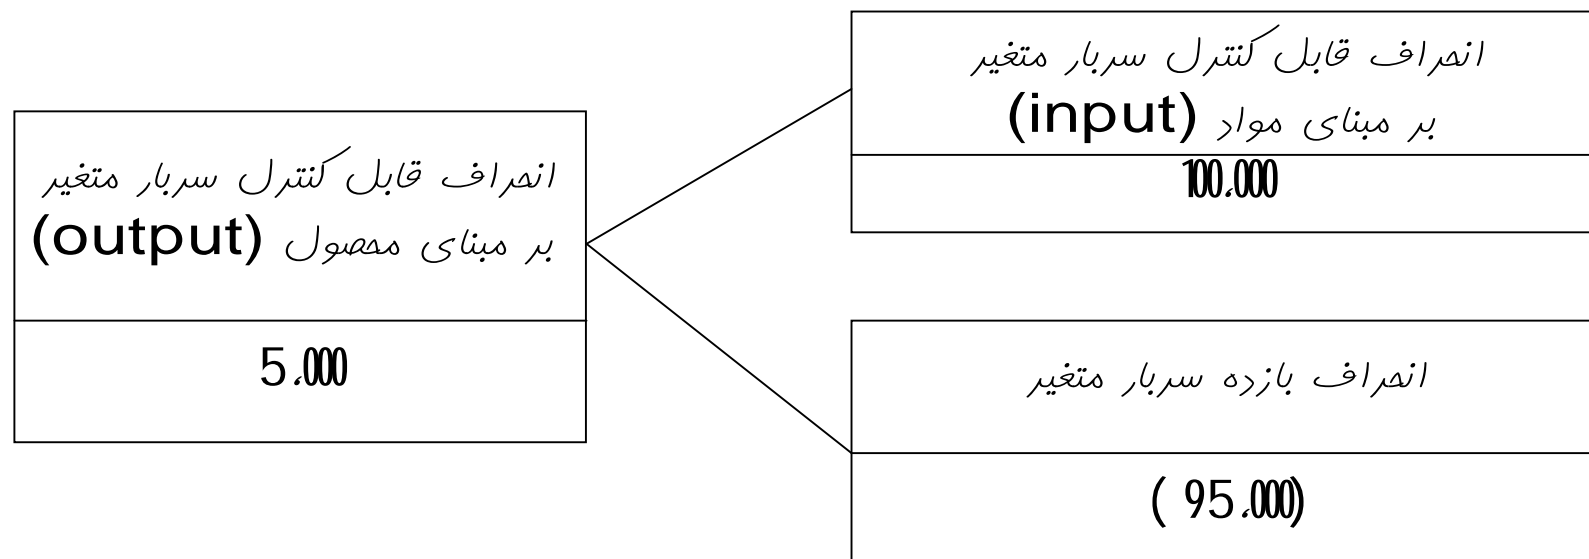 انحراف قابل کنترل سربار متغیر
بر مبنای مواد (input)
100،000
انحراف قابل کنترل سربار متغیر
بر مبنای محصول (output)
5،000
انحراف بازده سربار متغیر
( 95،000)